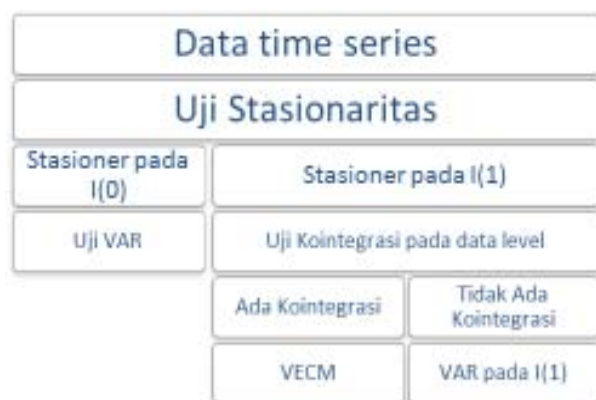 Data time series
Uji Stasionaritas
Stasioner pada
I(0)
Stasioner pada I(1)
Uji VAR
Uji Kointegrasi pada data level
Ada Kointegrasi
Tidak Ada
Kointegrasi
VECM
VAR pada I(1)